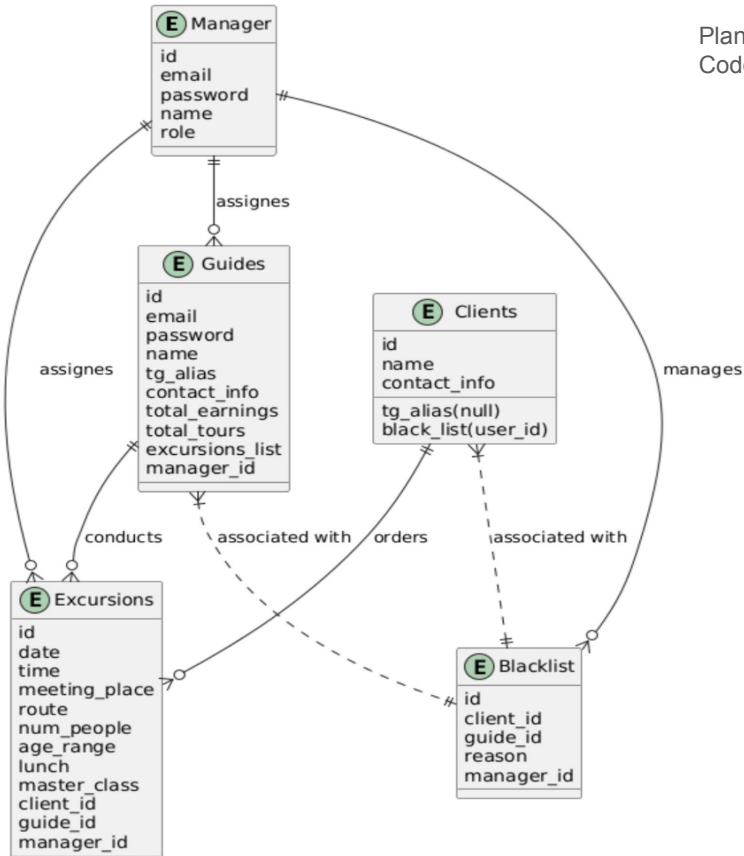 E Manager
id
email
password
name
role
Plan
Code
assignes
E Guides
id
email
password
name
tg_alias
contact_info
total_earnings
total_tours
excursions_list
manager_id
E Clients
id
name
contact_info
tg_alias(null)
black_list(user_id)
assignes
manages
conducts
associated with
orders
associated with
E Excursions
id
date
time
meeting_place
route
num_people
age_range
lunch
master_class
client_id
guide_id
manager_id
E Blacklist
id
client_id
guide_id
reason
manager_id